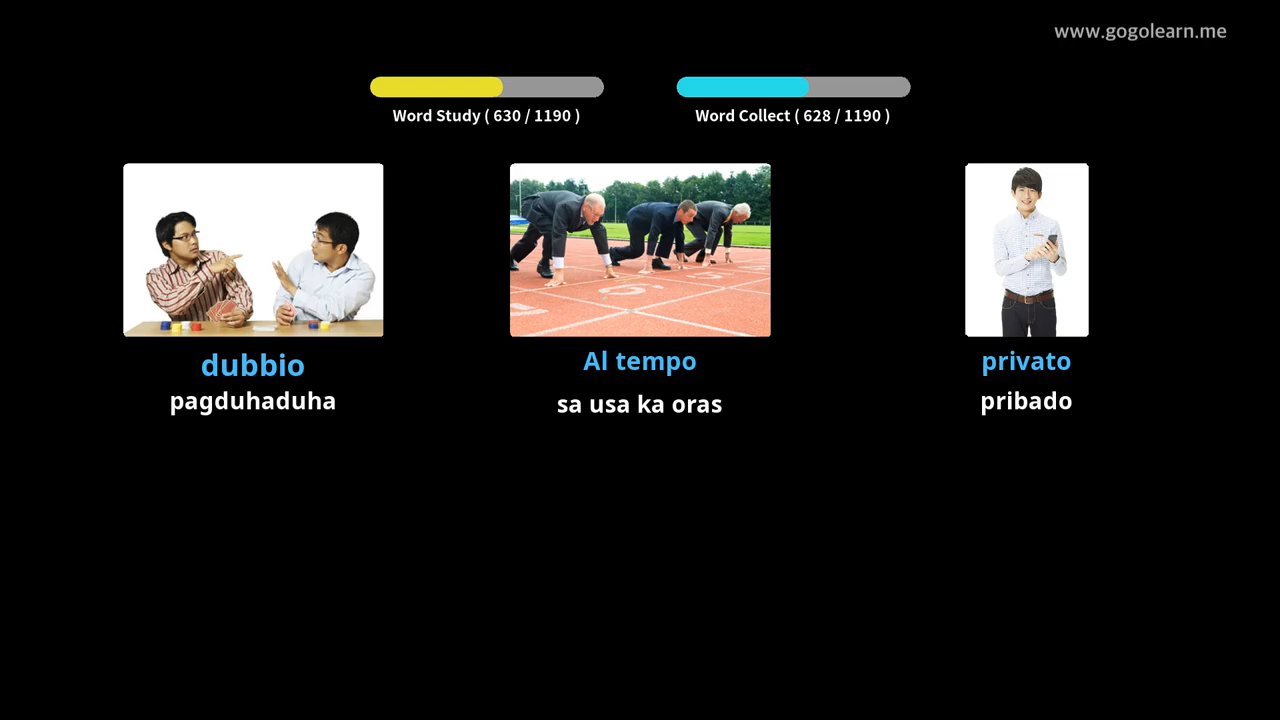 www.gogolearn.me
Word Study ( 630 / 1190 )
Word Collect ( 628 / 1190 )
dubbio
pagduhaduha
Al tempo
sa usa ka oras
privato
pribado